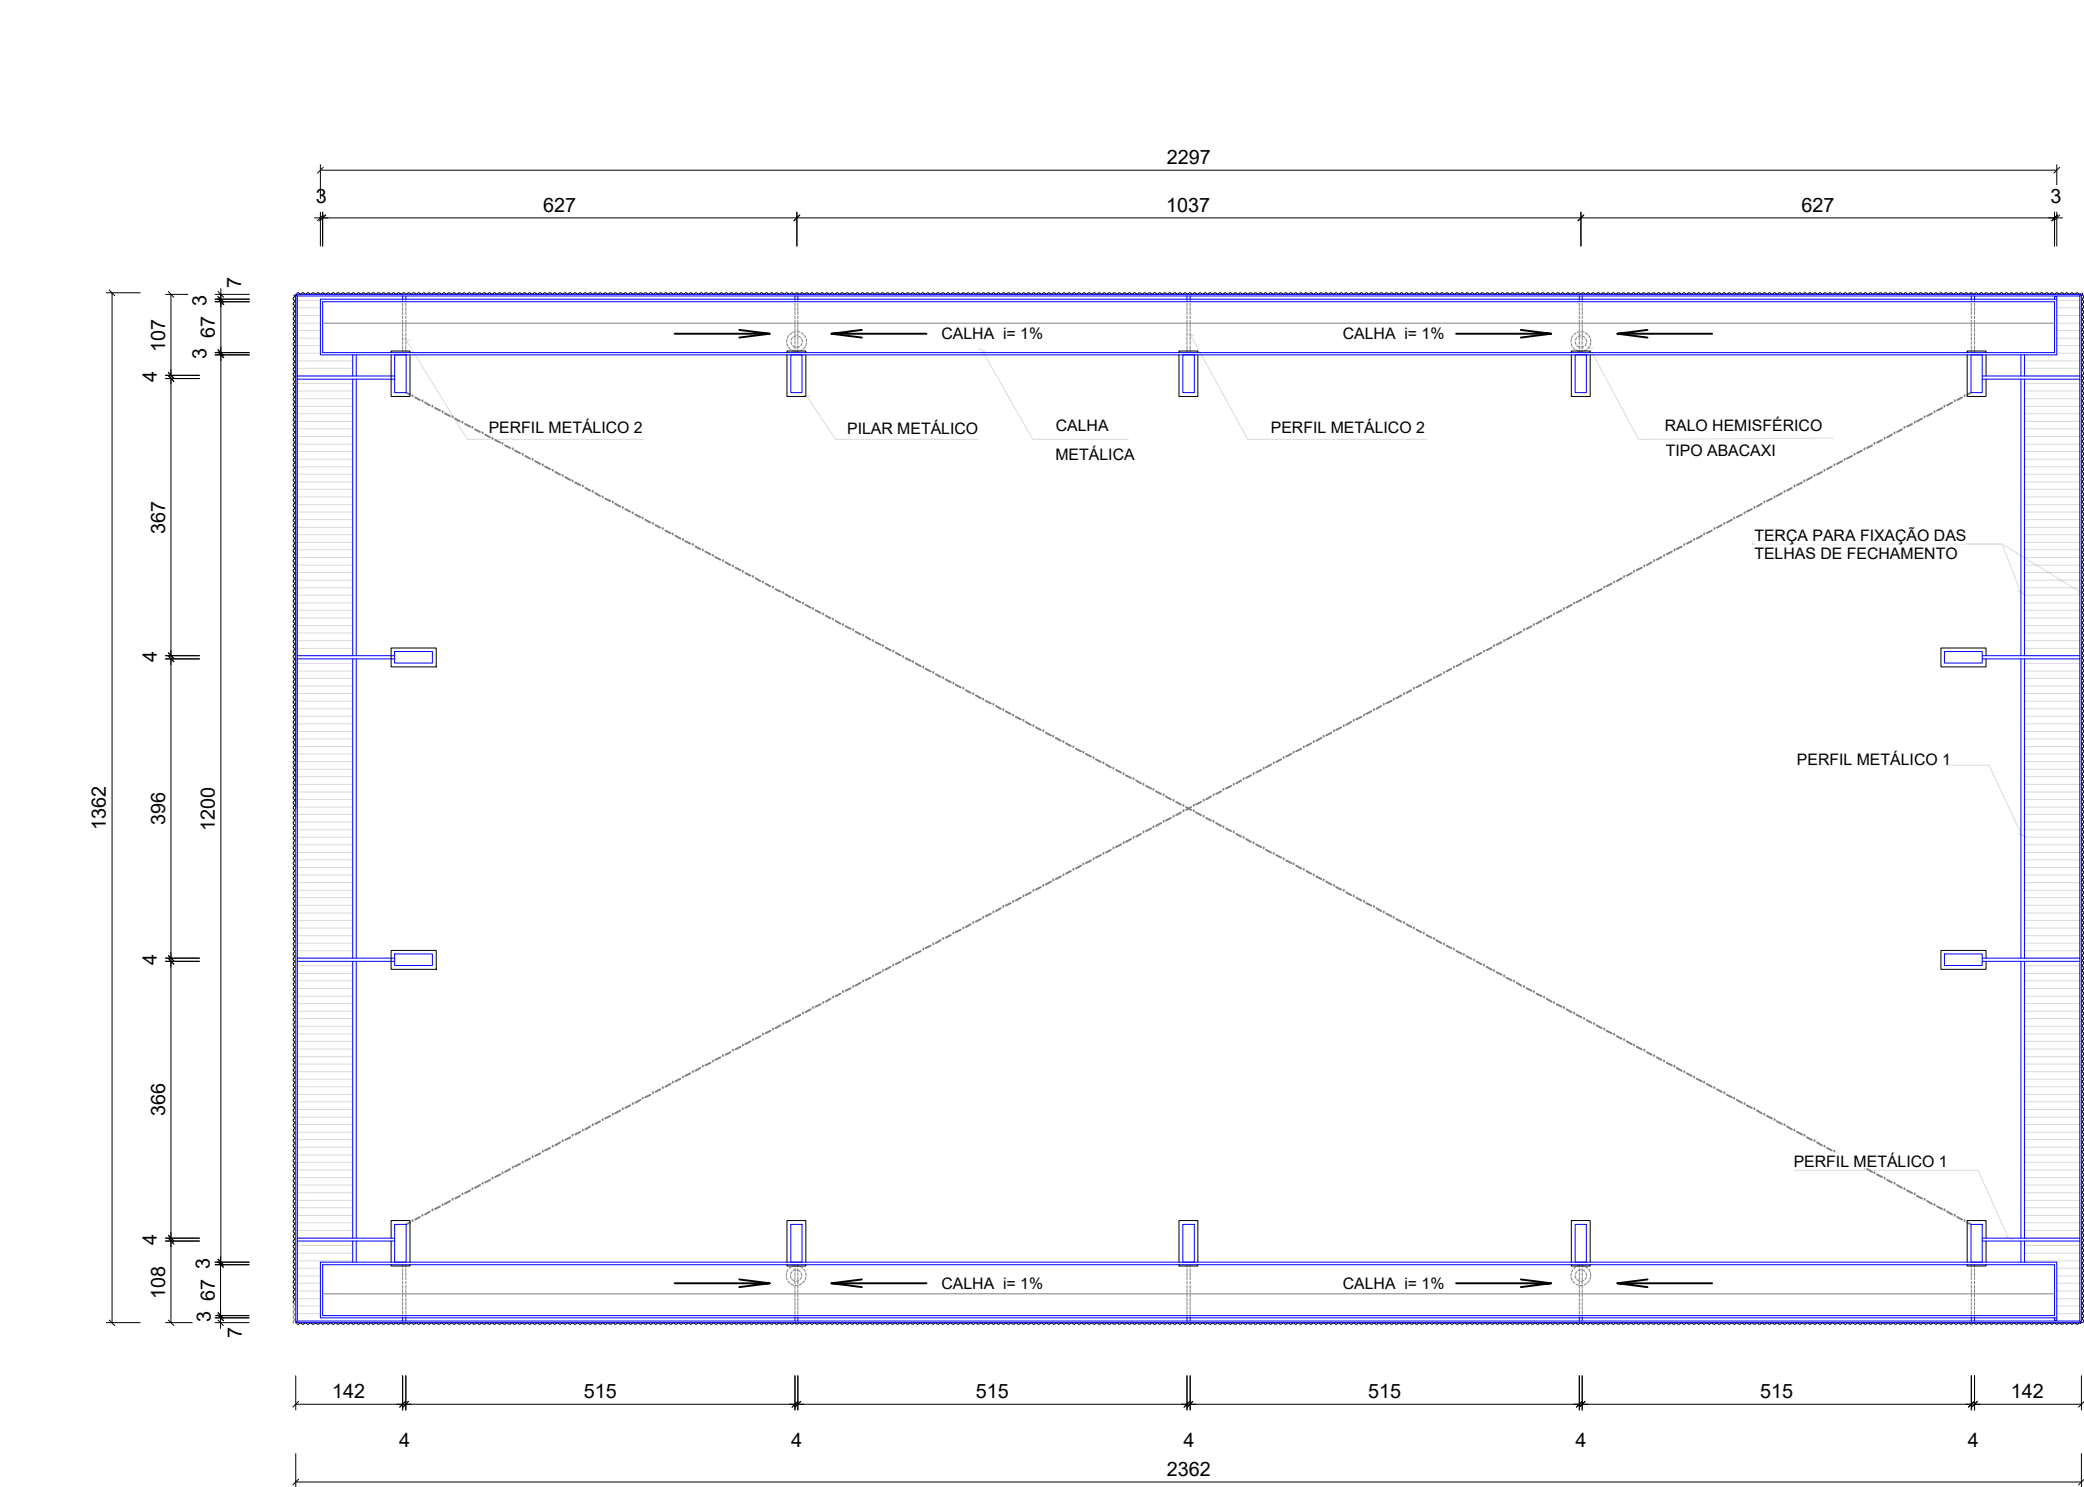 2297
3
627
1037
627
3
7
3
67
3
107
4
367
4
396
4
366
4
108
1362
1200
3
67
3
7
CALHA i= 1%
CALHA i= 1%
PERFIL METÁLICO 2
PILAR METÁLICO
CALHA
METÁLICA
PERFIL METÁLICO 2
RALO HEMISFÉRICO
TIPO ABACAXI
TERÇA PARA FIXAÇÃO DAS
TELHAS DE FECHAMENTO
PERFIL METÁLICO 1
PERFIL METÁLICO 1
CALHA i= 1%
CALHA i= 1%
142
515
515
515
515
142
4
4
4
4
4
2362